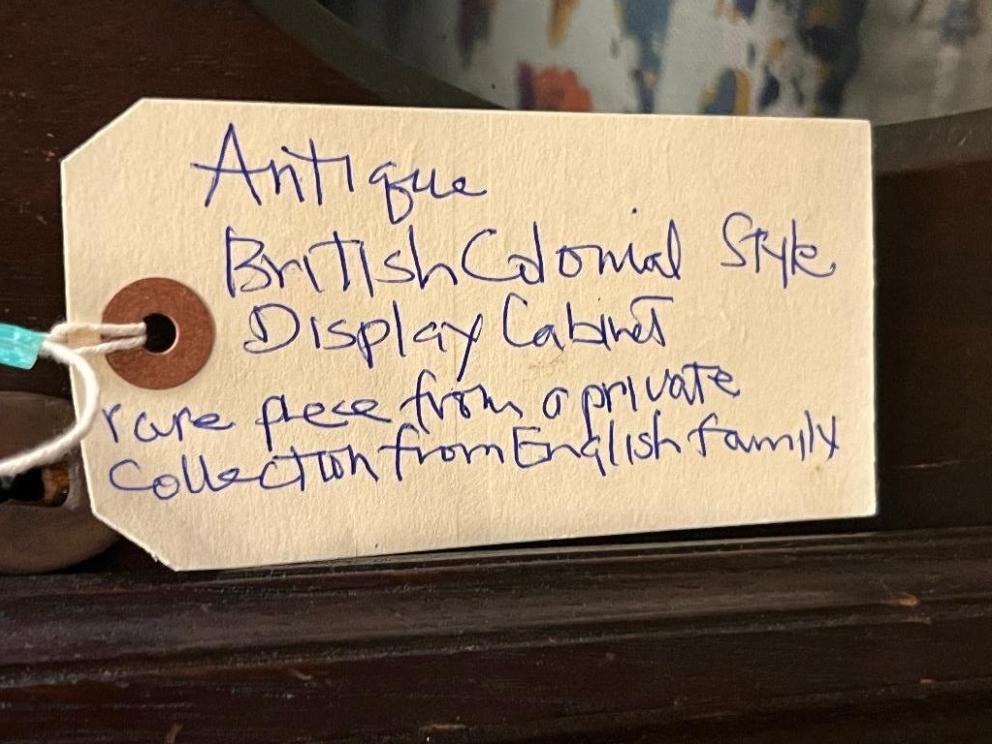 Antique
British Colonial Style
Display Cabinet
rare piece from a private
Collection from English family